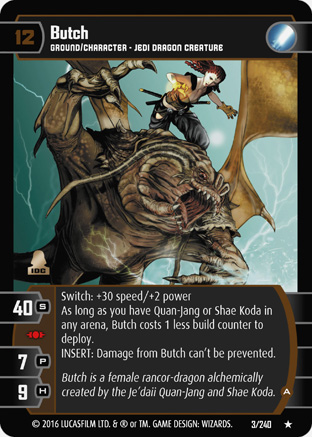 12
Butch
GROUND/CHARACTER - JEDI DRAGON CREATURE
IDC
40 S
7 P
9 H
Switch: +30 speed/+2 power
As long as you have Quan-Jang or Shae Koda in
any arena, Butch costs 1 less build counter to
deploy.
INSERT: Damage from Butch can't be prevented.
Butch is a female rancor-dragon alchemically
created by the Je'daii Quan-Jang and Shae Koda. A
© 2016 LUCASFILM LTD. & ® or TM. GAME DESIGN: WIZARDS. 3/240 ★